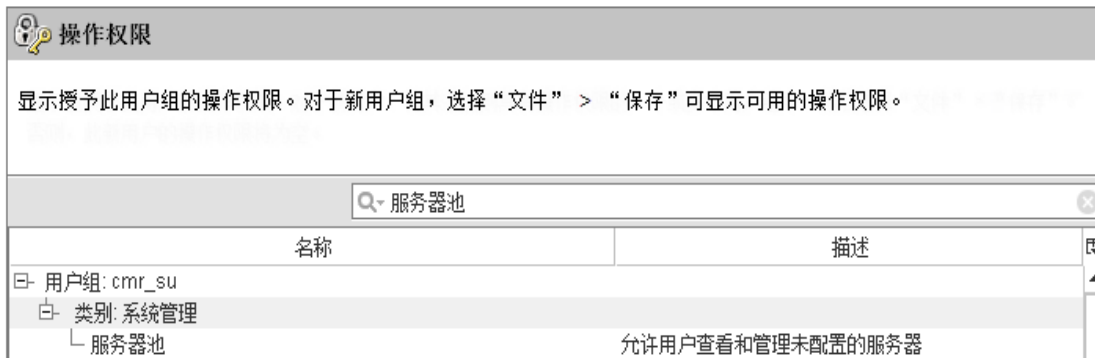 操作权限
显示授予此用户组的操作权限。对于新用户组，选择“文件” > “保存”可显示可用的操作权限。
服务器池
名称 描述
用户组: cmr_su
类别: 系统管理
服务器池 允许用户查看和管理未配置的服务器